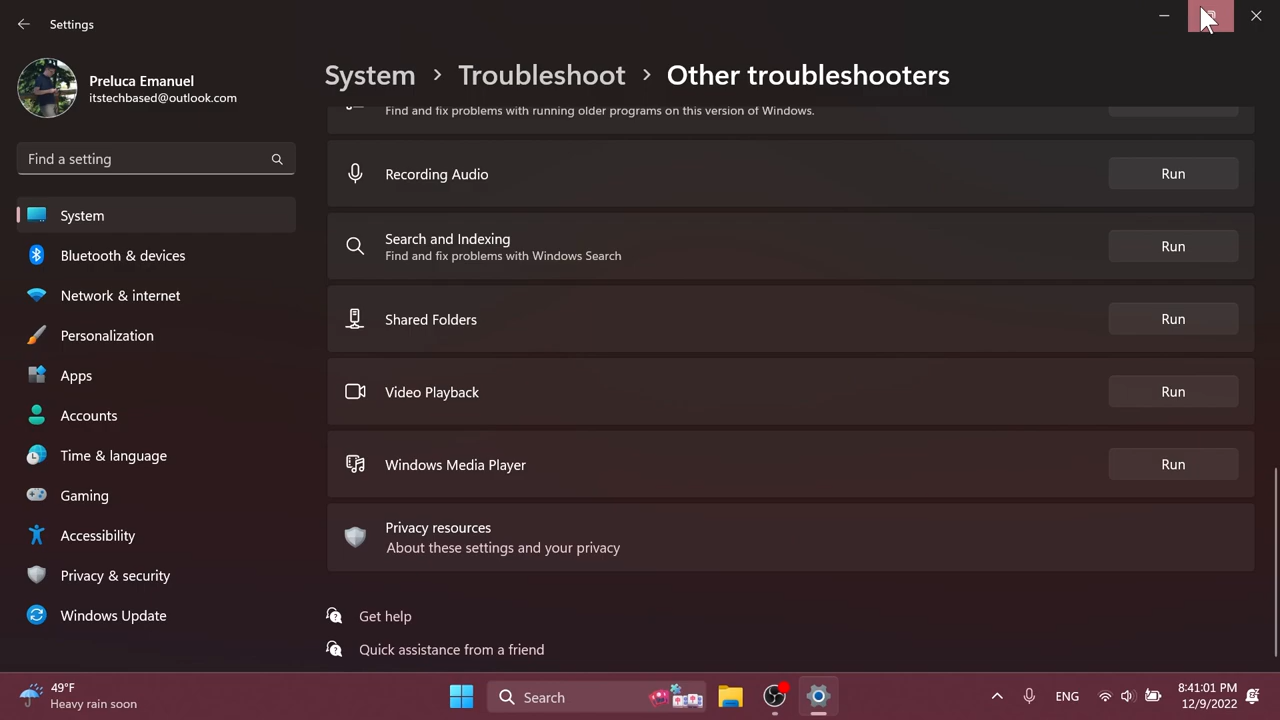 Settings
Preluca Emanuel
itstechbased@outlook.com
Find a setting
System
Bluetooth & devices
Network & internet
Personalization
Apps
Accounts
Time & language
Gaming
Accessibility
Privacy & security
Windows Update
System > Troubleshoot > Other troubleshooters
Find and fix problems with running older programs on this version of Windows.
Recording Audio
Run
Search and Indexing
Find and fix problems with Windows Search
Run
Shared Folders
Run
Video Playback
Run
Windows Media Player
Run
Privacy resources
About these settings and your privacy
Get help
Quick assistance from a friend
49°F
Heavy rain soon
Search
ENG
8:41:01 PM
12/9/2022